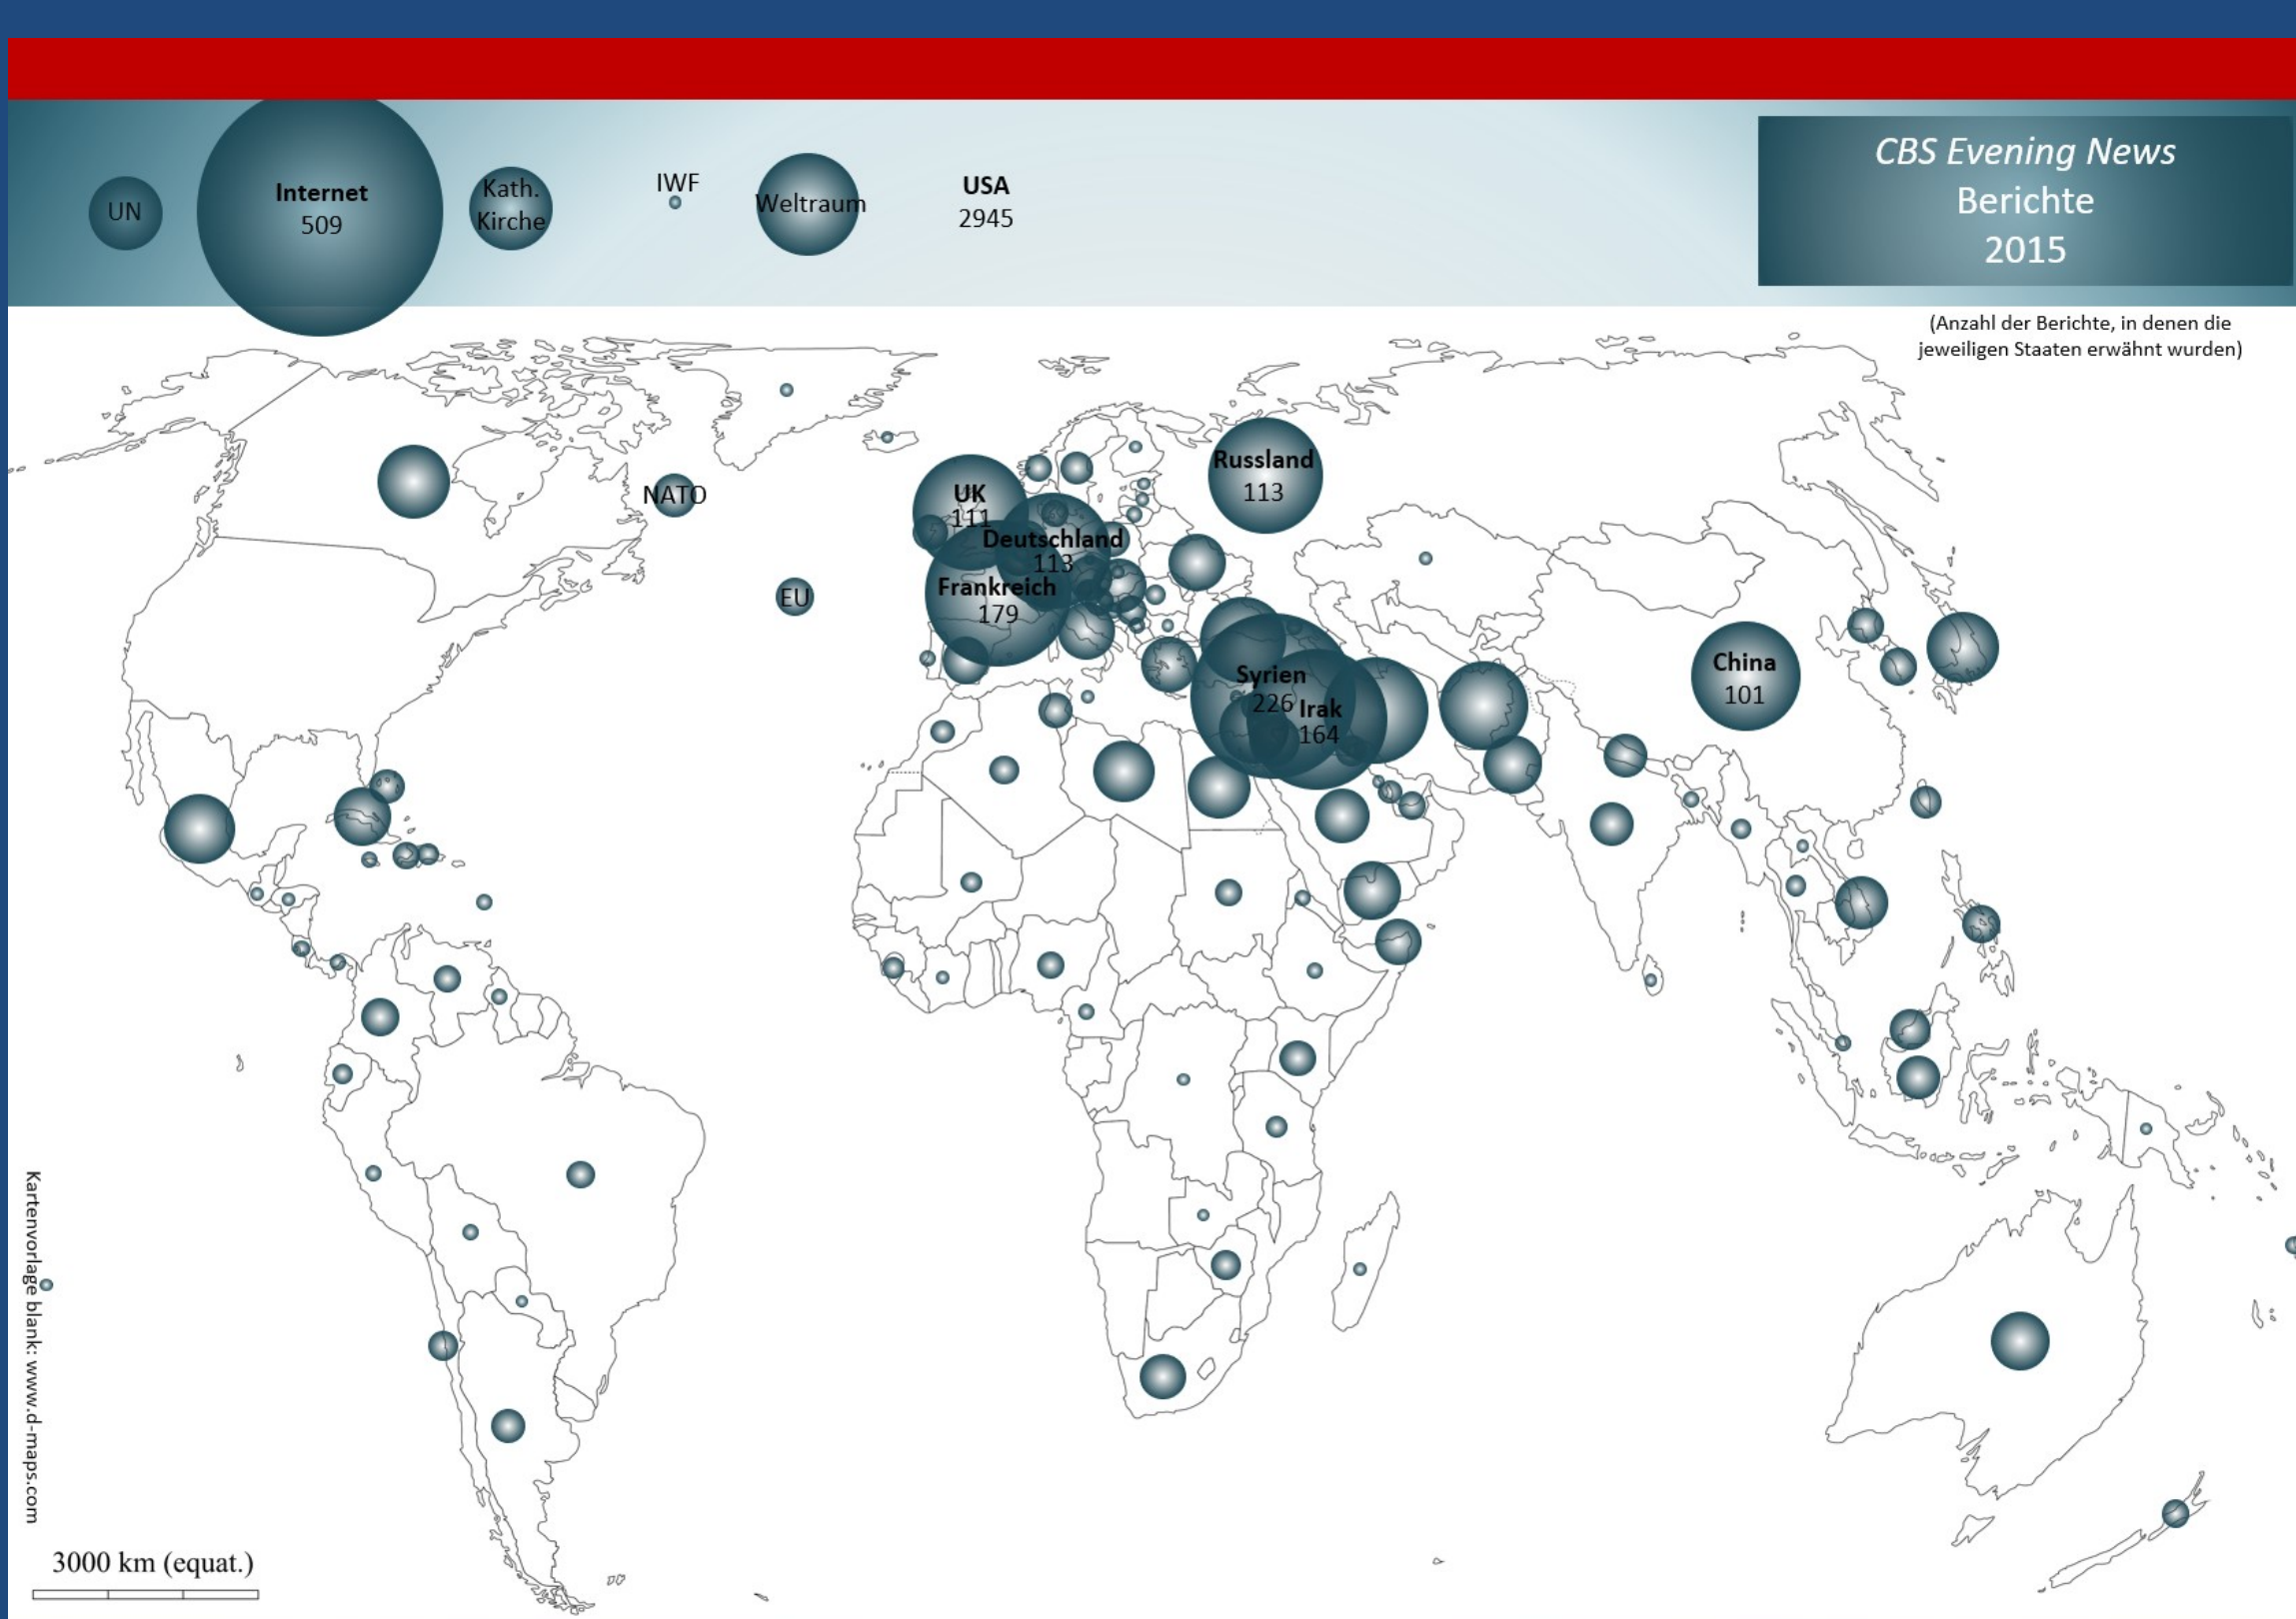 CBS Evening News
Berichte
2015
UN
Internet
509
Kath.
Kirche
IWF
Weltraum
USA
2945
(Anzahl der Berichte, in denen die
jeweiligen Staaten erwähnt wurden)
NATO
EU
UK
111
Deutschland
113
Frankreich
179
Russland
113
Syrien
226
Irak
164
China
101
Kartenvorlage blank: www.d-maps.com
3000 km (equat.)